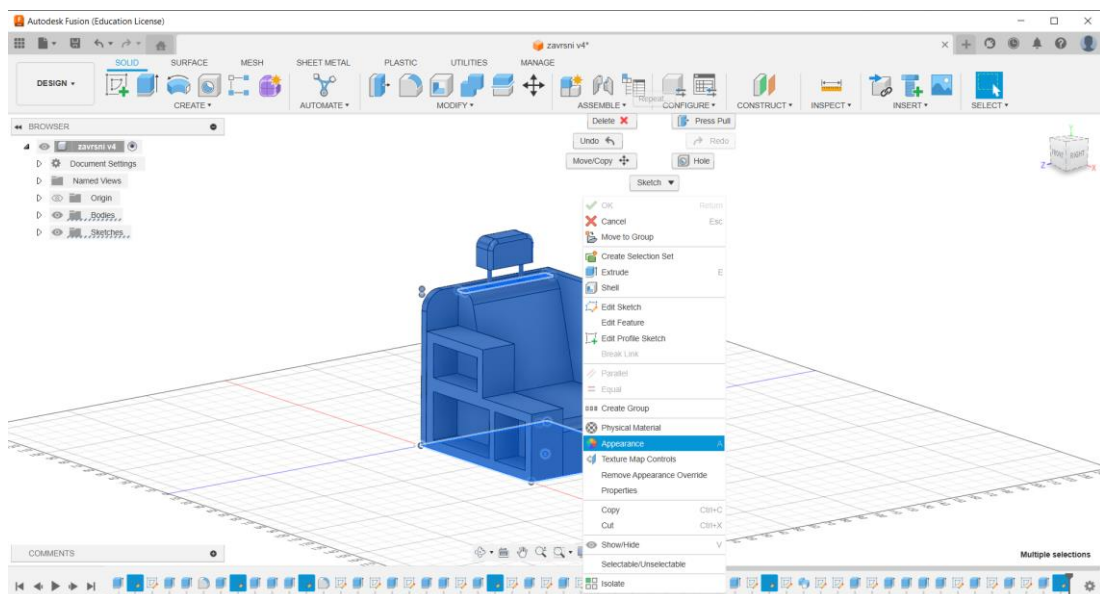 Autodesk Fusion (Education License)
zavrsni v4*
SOLID SURFACE MESH SHEET METAL PLASTIC UTILITIES MANAGE
DESIGN
CREATE AUTOMATE MODIFY ASSEMBLE CONFIGURE CONSTRUCT INSPECT INSERT SELECT
Repeat
BROWSER
zavrsni v4
Document Settings
Named Views
Origin
Bodies
Sketches
Delete
Press Pull
Undo
Redo
Move/Copy
Hole
Sketch
OK Return
Cancel Esc
Move to Group
Create Selection Set
Extrude E
Shell
Edit Sketch
Edit Feature
Edit Profile Sketch
Break Link
Parallel
Equal
Create Group
Physical Material
Appearance A
Texture Map Controls
Remove Appearance Override
Properties
Copy Ctrl+C
Cut Ctrl+X
Show/Hide V
Selectable/Unselectable
Isolate
RIGHT
Z
X
COMMENTS
Multiple selections